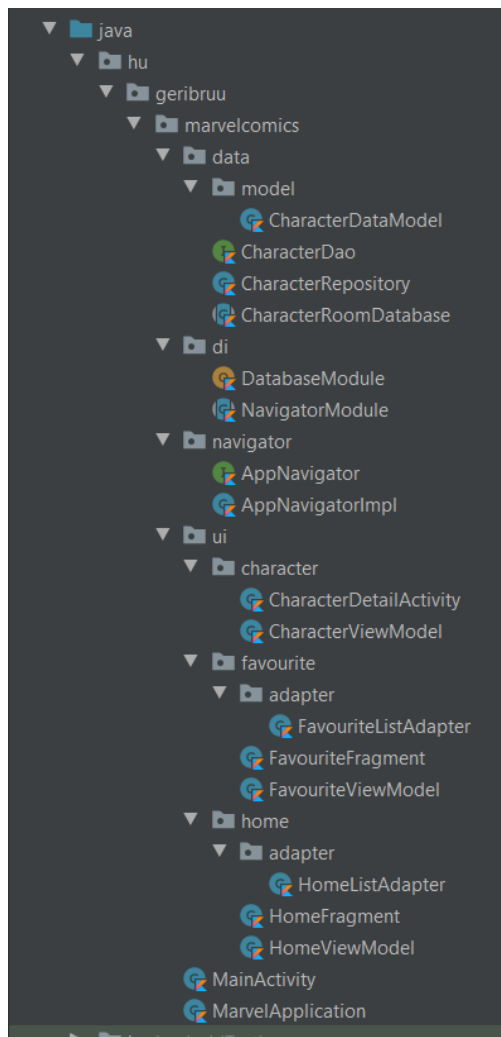 java
hu
geribruu
marvelcomics
data
model
CharacterDataModel
CharacterDao
CharacterRepository
CharacterRoomDatabase
di
DatabaseModule
NavigatorModule
navigator
AppNavigator
AppNavigatorImpl
ui
character
CharacterDetailActivity
CharacterViewModel
favourite
adapter
FavouriteListAdapter
FavouriteFragment
FavouriteViewModel
home
adapter
HomeListAdapter
HomeFragment
HomeViewModel
MainActivity
MarvelApplication